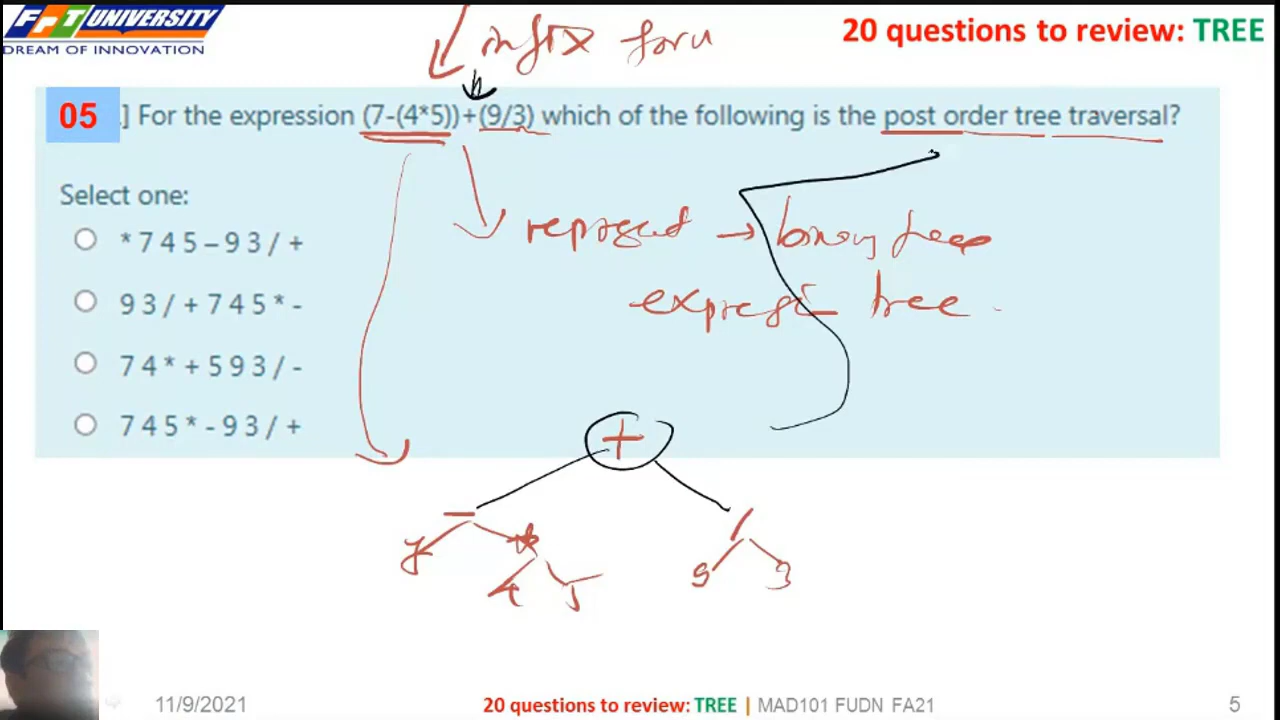 FPT UNIVERSITY
DREAM OF INNOVATION
20 questions to review: TREE
infix form
05 .] For the expression (7-(4*5))+(9/3) which of the following is the post order tree traversal?
Select one:
* 7 4 5 – 9 3 / +
9 3 / + 7 4 5 * -
7 4 * + 5 9 3 / -
7 4 5 * - 9 3 / +
represent → binary tree
tree
+
- /
7 * 9 3
4 5
11/9/2021
20 questions to review: TREE | MAD101 FUDN FA21
5